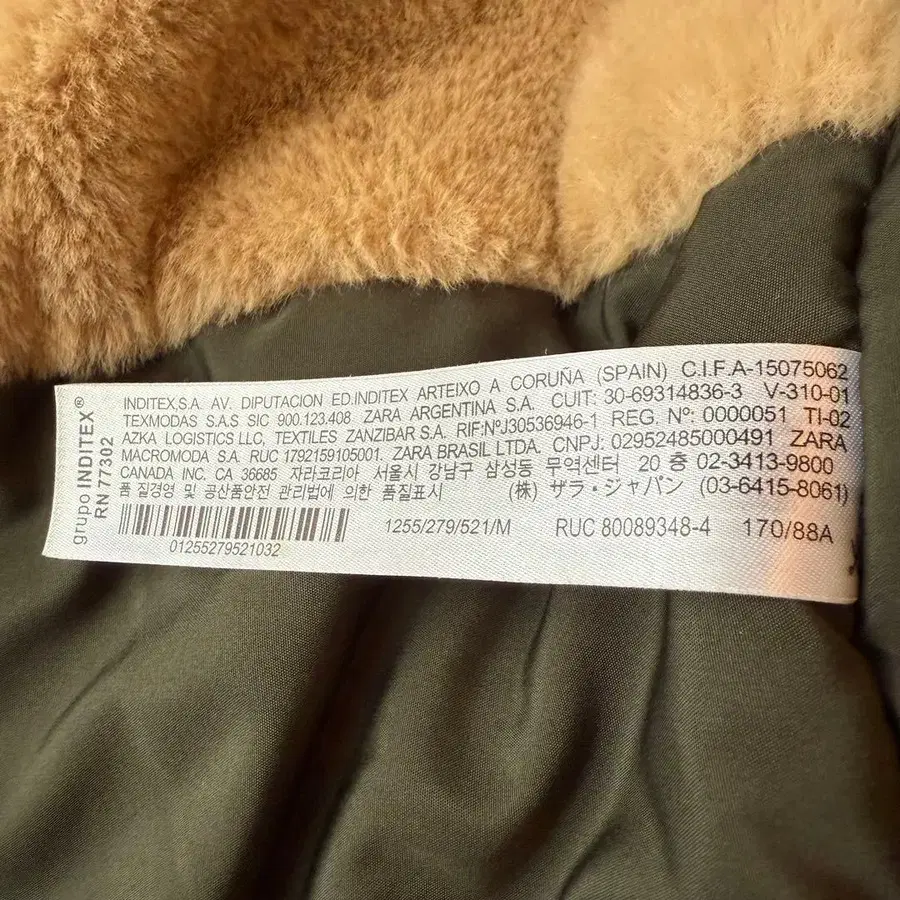 grupo INDITEX®
RN 77302
INDITEX,S.A. AV. DIPUTACION ED.INDITEX ARTEIXO A CORUÑA (SPAIN) C.I.F.A-15075062
TEXMODAS S.A.S SIC 900.123.408 ZARA ARGENTINA S.A. CUIT: 30-69314836-3 V-310-01
AZKA LOGISTICS LLC, TEXTILES ZANZIBAR S.A. RIF:NºJ30536946-1 REG. Nº: 0000051 TI-02
MACROMODA S.A. RUC 1792159105001. ZARA BRASIL LTDA. CNPJ: 02952485000491 ZARA
CANADA INC. CA 36685 자라코리아 서울시 강남구 삼성동 무역센터 20 층 02-3413-9800
품 질경영 및 공산품안전 관리법에 의한 품질표시 (株) ザラ・ジャパン (03-6415-8061)
1255/279/521/M RUC 80089348-4 170/88A
01255279521032